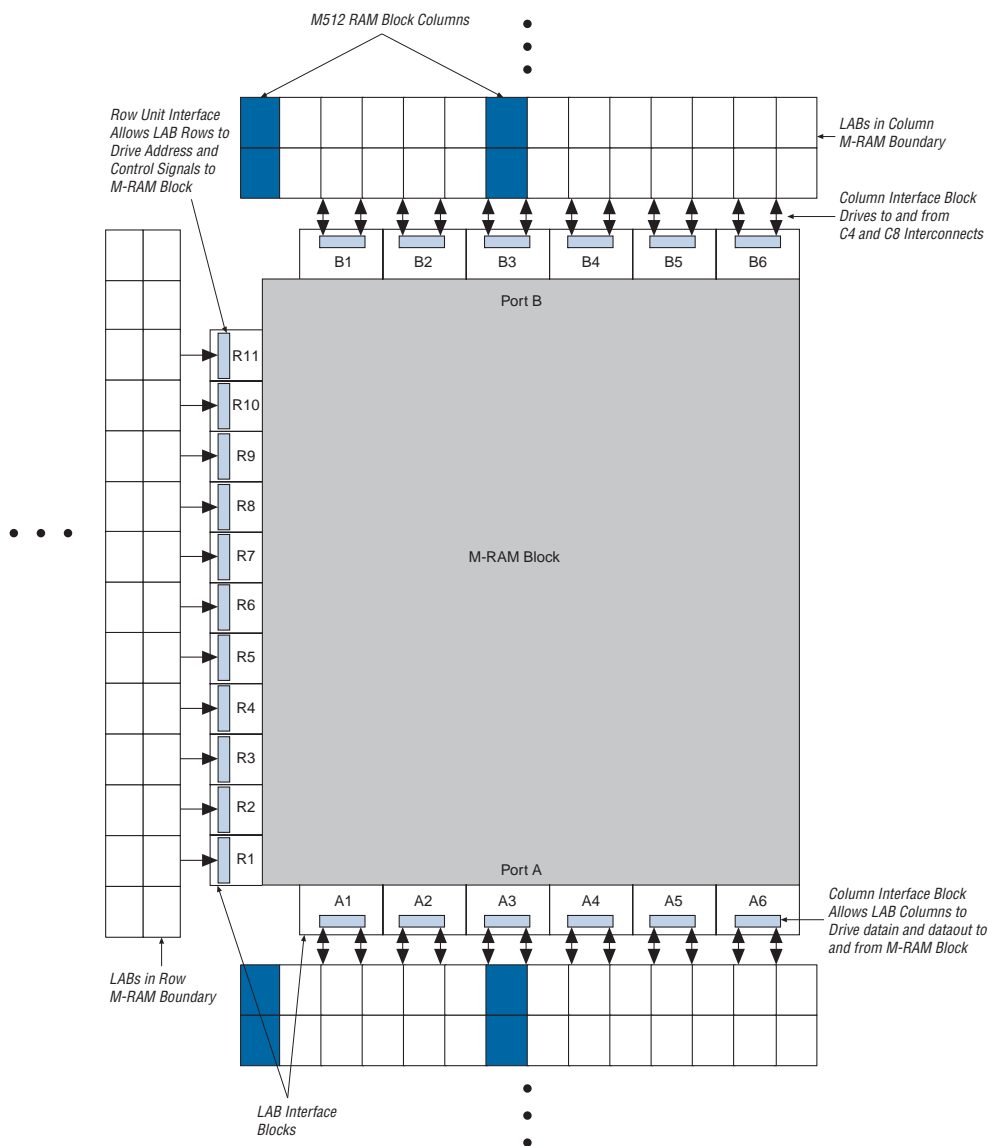 M512 RAM Block Columns
Row Unit Interface
Allows LAB Rows to
Drive Address and
Control Signals to
M-RAM Block
LABs in Column
M-RAM Boundary
Column Interface Block
Drives to and from
C4 and C8 Interconnects
B1 B2 B3 B4 B5 B6
Port B
R11
R10
R9
R8
R7
M-RAM Block
R6
R5
R4
R3
R2
R1
Port A
A1 A2 A3 A4 A5 A6
Column Interface Block
Allows LAB Columns to
Drive datain and dataout to
and from M-RAM Block
LABs in Row
M-RAM Boundary
LAB Interface
Blocks